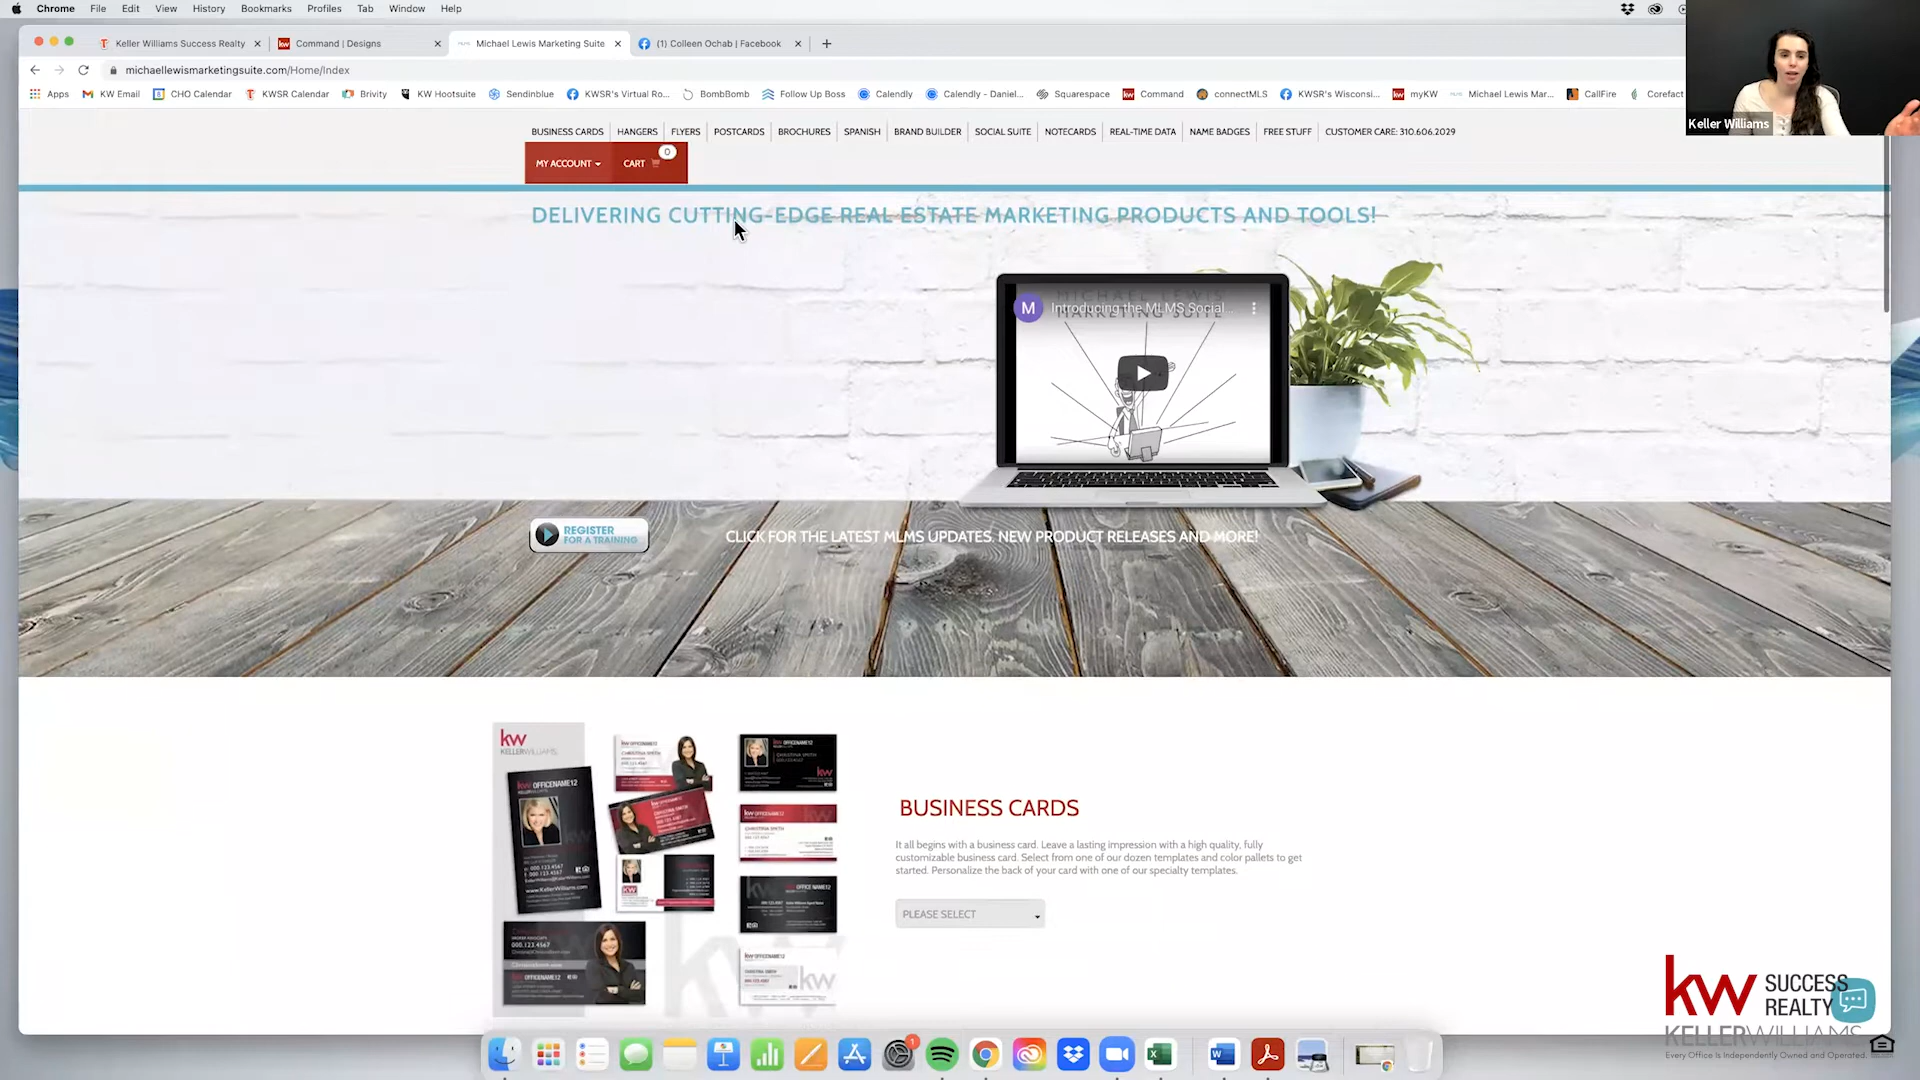 Chrome File Edit View History Bookmarks Profiles Tab Window Help
Keller Williams Success Realty Command | Designs Michael Lewis Marketing Suite (1) Colleen Ochab | Facebook
michaellewismarketingsuite.com/Home/Index
Apps KW Email CHO Calendar KWSR Calendar Brivity KW Hootsuite Sendinblue KWSR's Virtual Ro... BombBomb Follow Up Boss Calendly Calendly - Daniel... Squarespace Command connectMLS KWSR's Wisconsi... myKW Michael Lewis Mar... CallFire Corefact
Keller Williams
BUSINESS CARDS HANGERS FLYERS POSTCARDS BROCHURES SPANISH BRAND BUILDER SOCIAL SUITE NOTECARDS REAL-TIME DATA NAME BADGES FREE STUFF CUSTOMER CARE: 310.606.2029
MY ACCOUNT CART 0
DELIVERING CUTTING-EDGE REAL ESTATE MARKETING PRODUCTS AND TOOLS!
M Introducing the MLMS Social
MICHAEL LEWIS
MARKETING SUITE
REGISTER
FOR A TRAINING
CLICK FOR THE LATEST MLMS UPDATES. NEW PRODUCT RELEASES AND MORE!
kw
KELLERWILLIAMS
BUSINESS CARDS
It all begins with a business card. Leave a lasting impression with a high quality, fully
customizable business card. Select from one of our dozen templates and color pallets to get
started. Personalize the back of your card with one of our specialty templates.
PLEASE SELECT
kw SUCCESS
REALTY
KELLERWILLIAMS
Every Office is Independently Owned and Operated.